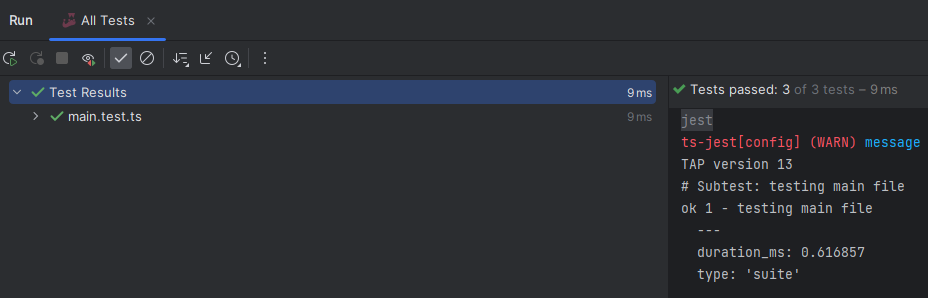 Run All Tests
Test Results 9 ms
main.test.ts 9 ms
Tests passed: 3 of 3 tests – 9 ms
jest
ts-jest[config] (WARN) message
TAP version 13
# Subtest: testing main file
ok 1 - testing main file
---
duration_ms: 0.616857
type: 'suite'